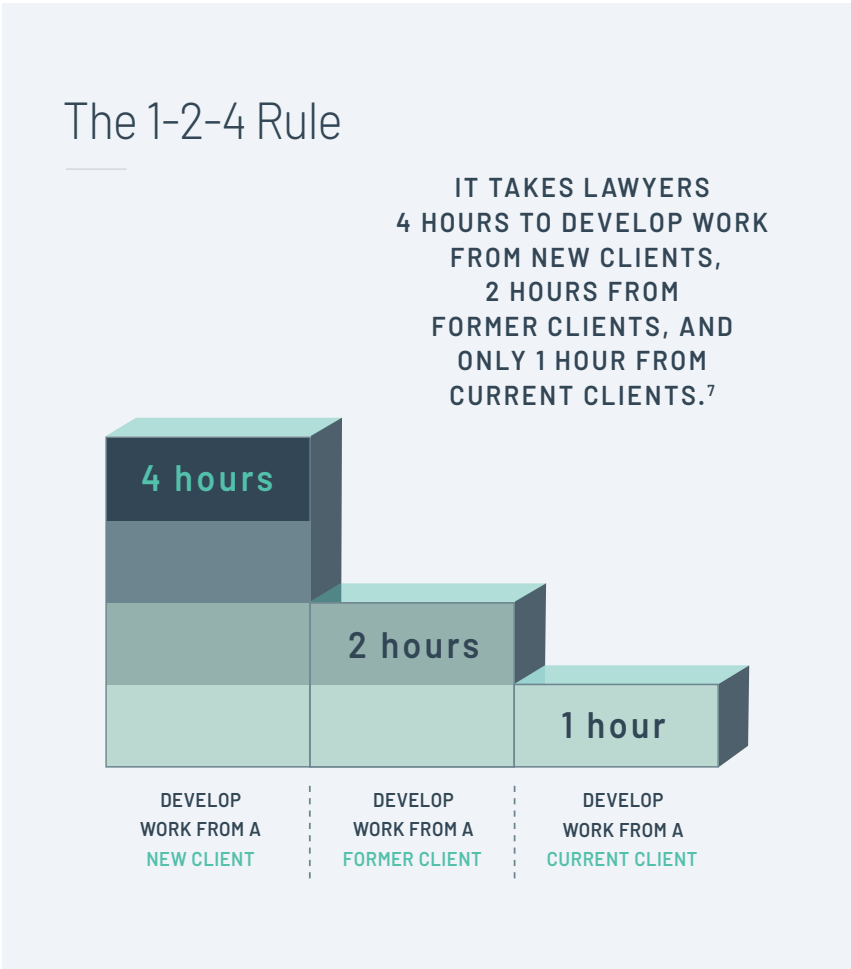 The 1-2-4 Rule
IT TAKES LAWYERS
4 HOURS TO DEVELOP WORK
FROM NEW CLIENTS,
2 HOURS FROM
FORMER CLIENTS, AND
ONLY 1 HOUR FROM
CURRENT CLIENTS.⁷
4 hours
2 hours
1 hour
DEVELOP
WORK FROM A
NEW CLIENT
DEVELOP
WORK FROM A
FORMER CLIENT
DEVELOP
WORK FROM A
CURRENT CLIENT